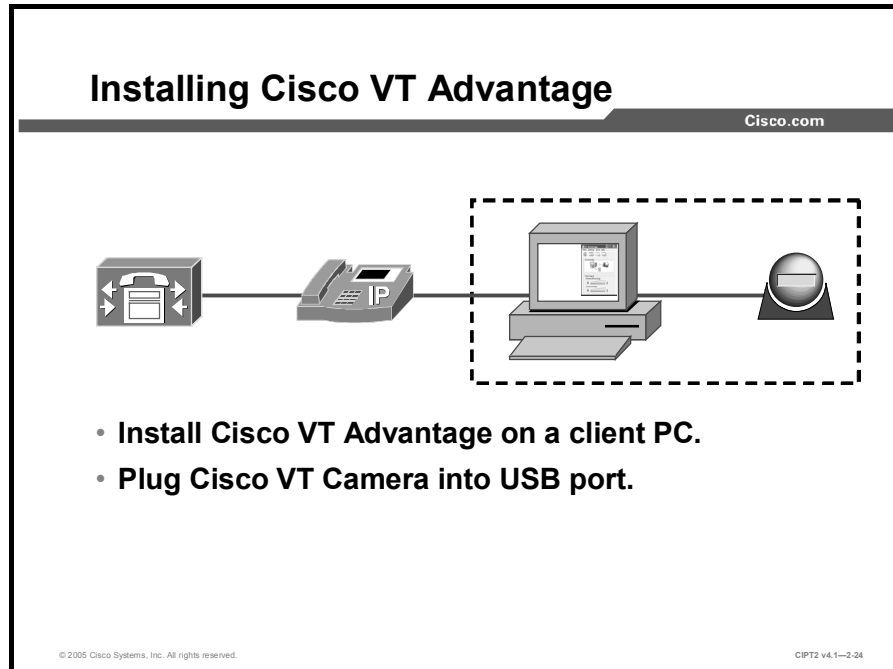 Installing Cisco VT Advantage
Cisco.com
IP
• Install Cisco VT Advantage on a client PC.
• Plug Cisco VT Camera into USB port.
© 2005 Cisco Systems, Inc. All rights reserved.
CIPT2 v4.1—2-24